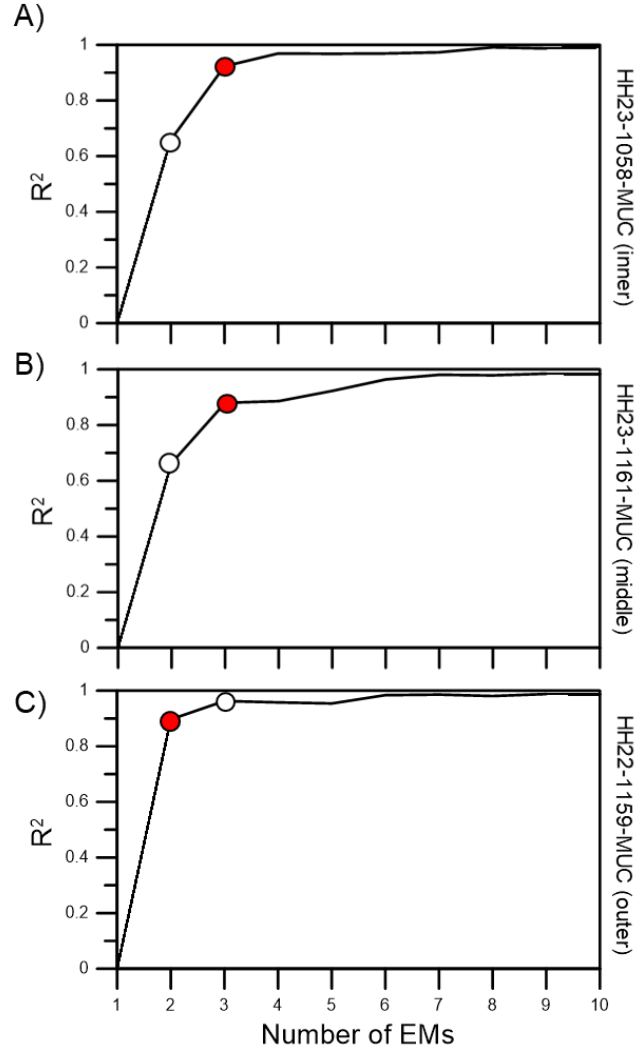 A)
1
0.8
0.6
0.4
0.2
0
R²
HH23-1058-MUC (inner)
B)
1
0.8
0.6
0.4
0.2
0
R²
HH23-1161-MUC (middle)
C)
1
0.8
0.6
0.4
0.2
0
R²
HH22-1159-MUC (outer)
1 2 3 4 5 6 7 8 9 10
Number of EMs